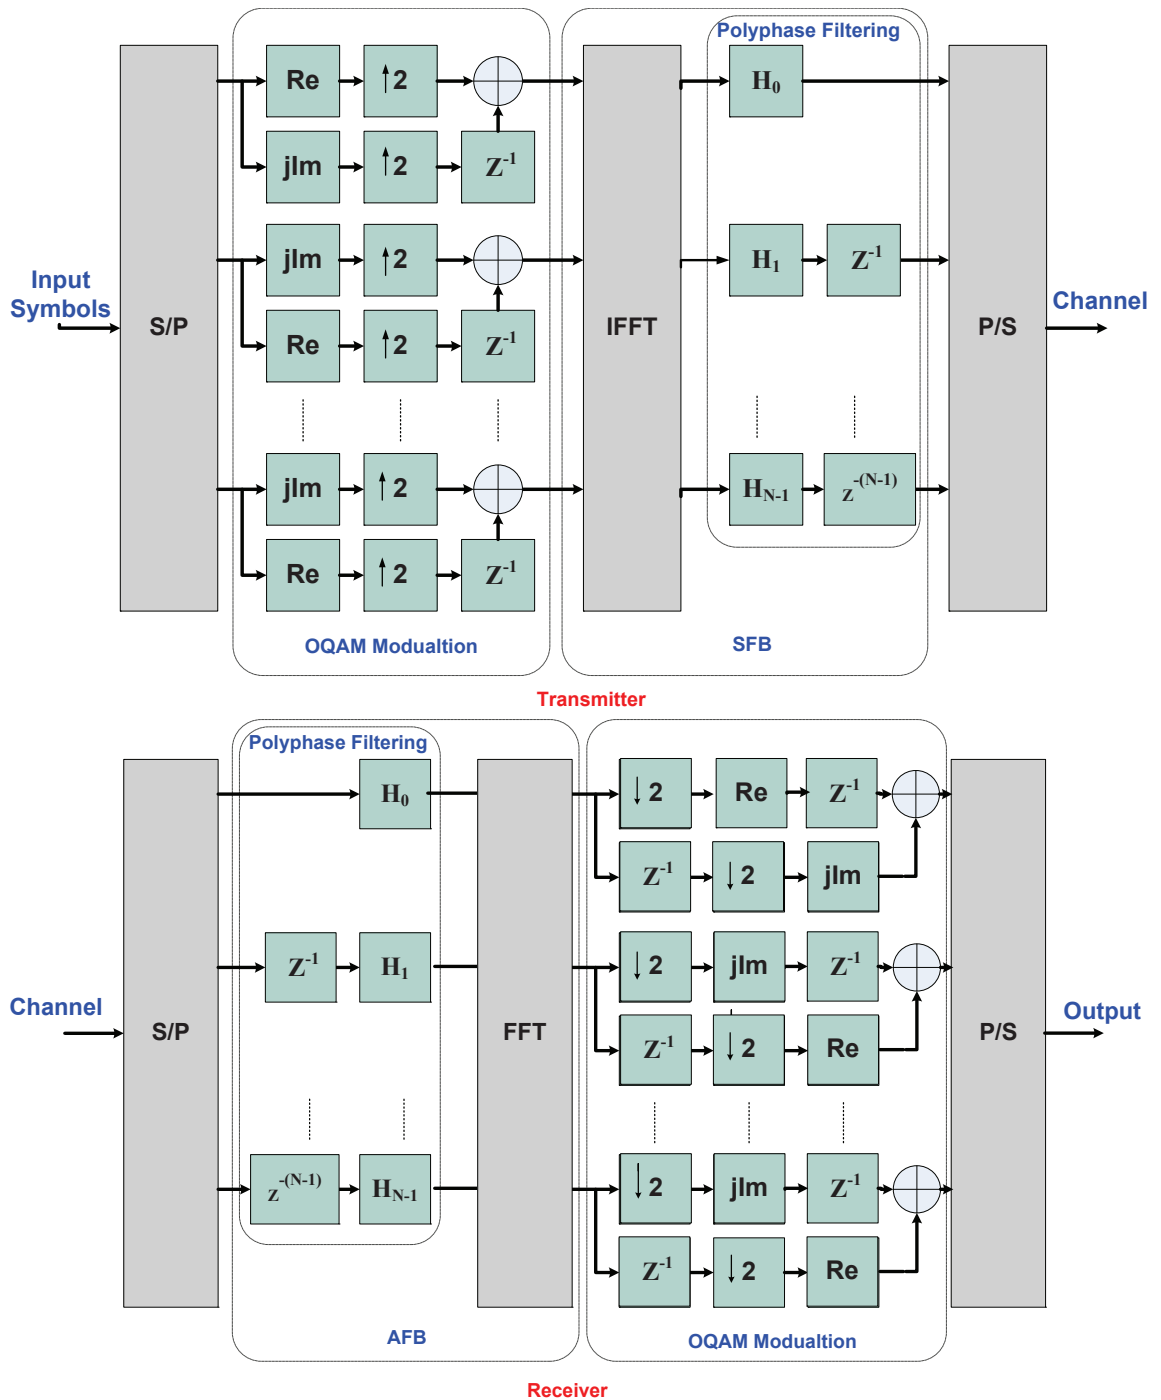 Polyphase Filtering
Re ↑2
H₀
jIm ↑2 Z⁻¹
jIm ↑2
H₁ Z⁻¹
Input Symbols
S/P
Re ↑2 Z⁻¹
IFFT
P/S
Channel
jIm ↑2
H_N-1 z^-(N-1)
Re ↑2 Z⁻¹
OQAM Modualtion
SFB
Transmitter
Polyphase Filtering
H₀
↓2 Re Z⁻¹
Z⁻¹ ↓2 jIm
Z⁻¹ H₁
↓2 jIm Z⁻¹
Channel
S/P
FFT
Z⁻¹ ↓2 Re
P/S
Output
z^-(N-1) H_N-1
↓2 jIm Z⁻¹
Z⁻¹ ↓2 Re
AFB
OQAM Modualtion
Receiver